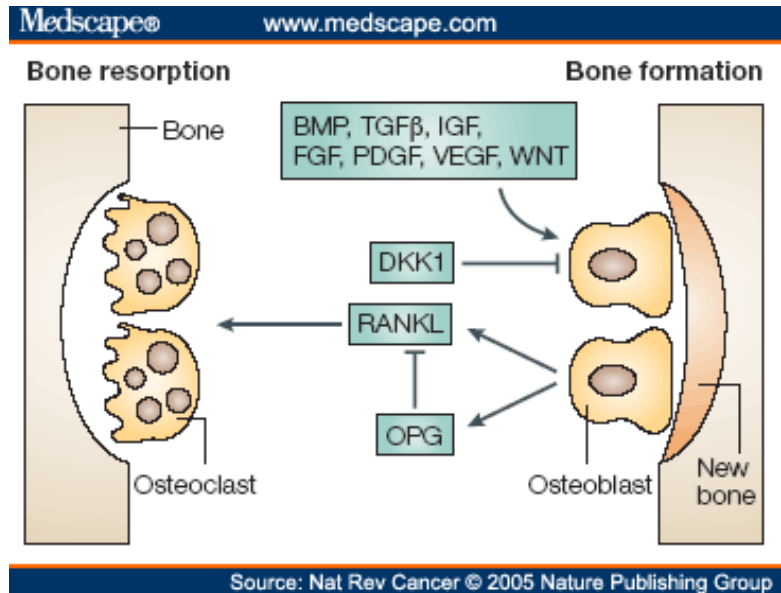 Medscape® www.medscape.com
Bone resorption
Bone formation
Bone
BMP, TGFβ, IGF,
FGF, PDGF, VEGF, WNT
DKK1
RANKL
OPG
Osteoclast
Osteoblast
New
bone
Source: Nat Rev Cancer © 2005 Nature Publishing Group